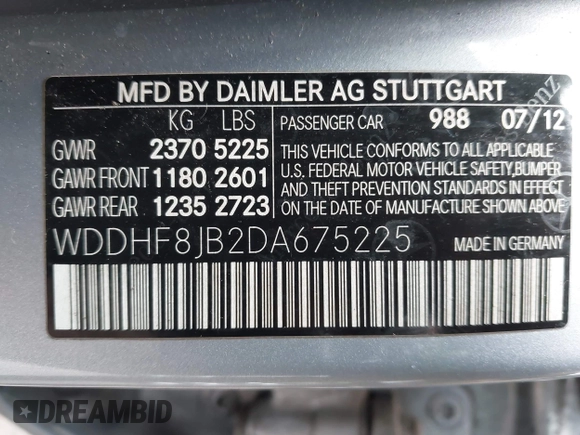 MFD BY DAIMLER AG STUTTGART
KG LBS
GVWR 2370 5225
GAWR FRONT 1180 2601
GAWR REAR 1235 2723
PASSENGER CAR 988 07/12
THIS VEHICLE CONFORMS TO ALL APPLICABLE
U.S. FEDERAL MOTOR VEHICLE SAFETY, BUMPER
AND THEFT PREVENTION STANDARDS IN EFFECT
ON THE DATE OF MANUFACTURE SHOWN ABOVE.
WDDHF8JB2DA675225
MADE IN GERMANY
DREAMBID